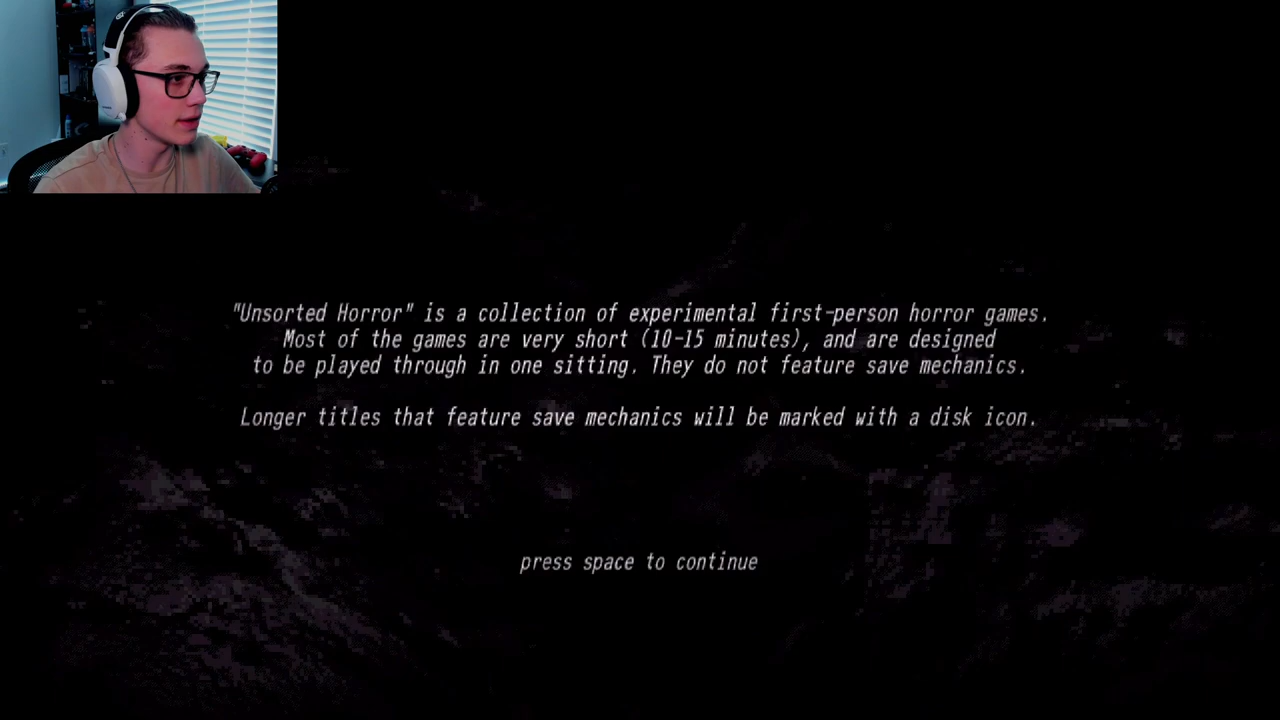 "Unsorted Horror" is a collection of experimental first-person horror games.
Most of the games are very short (10-15 minutes), and are designed
to be played through in one sitting. They do not feature save mechanics.
Longer titles that feature save mechanics will be marked with a disk icon.
press space to continue